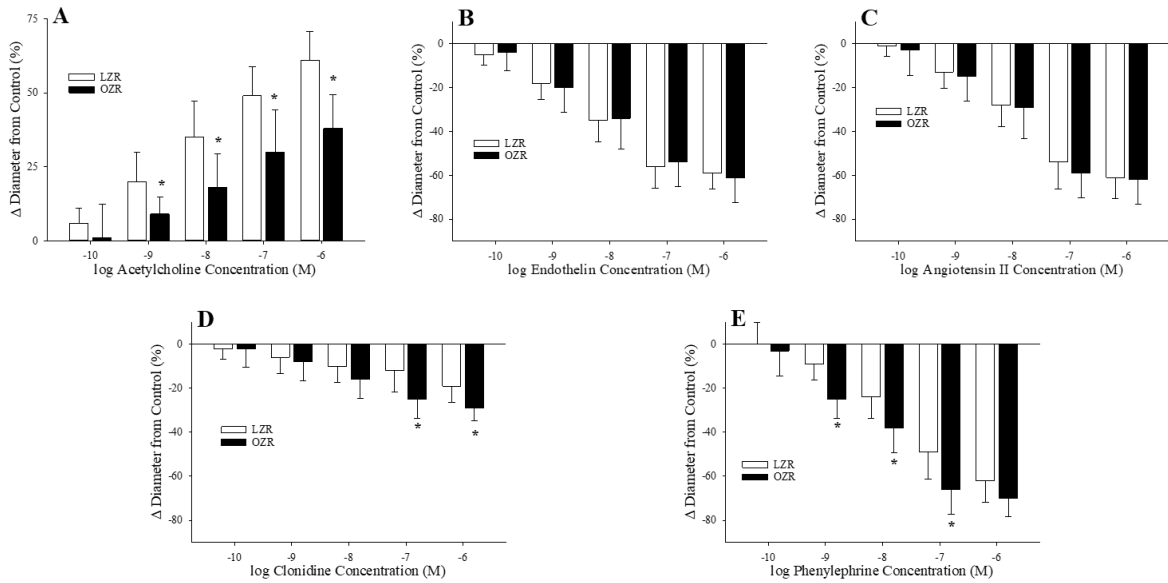 A
Δ Diameter from Control (%)
75
50
25
0
LZR
OZR
*
*
*
*
-10 -9 -8 -7 -6
log Acetylcholine Concentration (M)
B
Δ Diameter from Control (%)
0
-20
-40
-60
-80
LZR
OZR
-10 -9 -8 -7 -6
log Endothelin Concentration (M)
C
Δ Diameter from Control (%)
0
-20
-40
-60
-80
LZR
OZR
-10 -9 -8 -7 -6
log Angiotensin II Concentration (M)
D
Δ Diameter from Control (%)
0
-20
-40
-60
-80
LZR
OZR
*
*
-10 -9 -8 -7 -6
log Clonidine Concentration (M)
E
Δ Diameter from Control (%)
0
-20
-40
-60
-80
*
*
LZR
OZR
*
-10 -9 -8 -7 -6
log Phenylephrine Concentration (M)